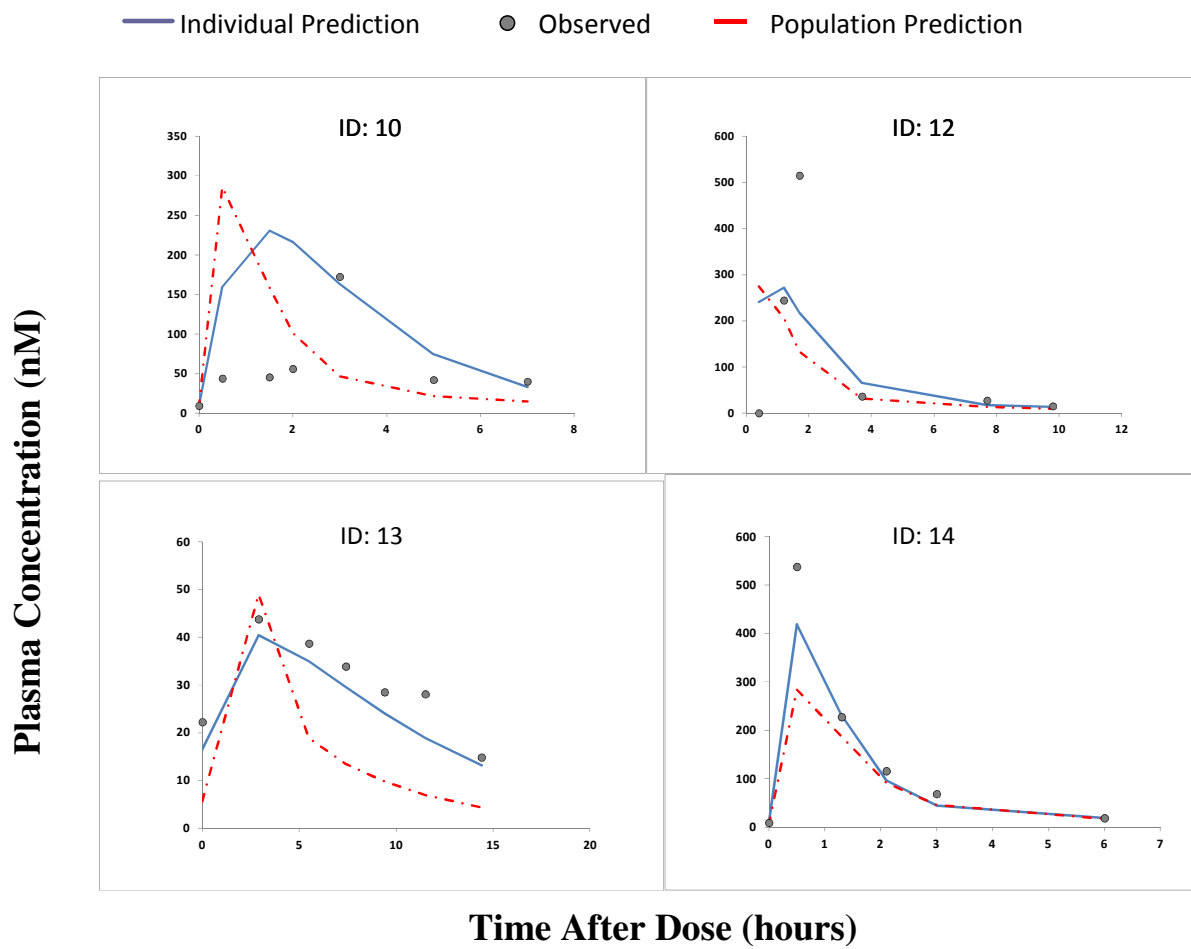 Individual Prediction Observed Population Prediction
Plasma Concentration (nM)
ID: 10
350
300
250
200
150
100
50
0
0 2 4 6 8
ID: 12
600
500
400
300
200
100
0
0 2 4 6 8 10 12
ID: 13
60
50
40
30
20
10
0
0 5 10 15 20
ID: 14
600
500
400
300
200
100
0
0 1 2 3 4 5 6 7
Time After Dose (hours)